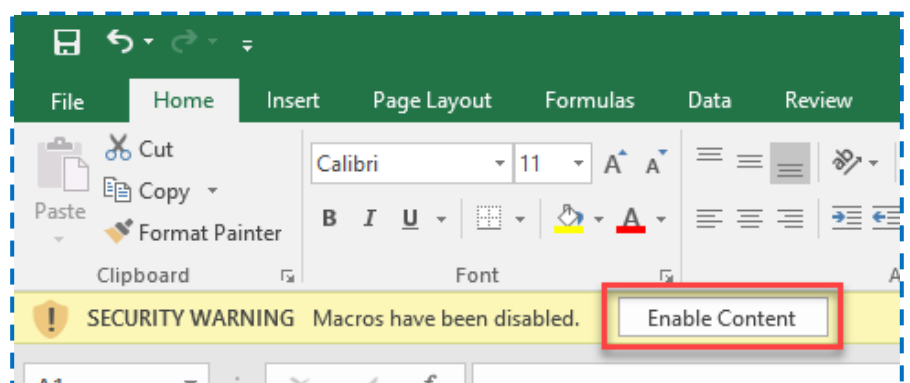 File Home Insert Page Layout Formulas Data Review
Cut
Calibri 11 A A
Copy
Paste
B I U A
Format Painter
Clipboard Font
SECURITY WARNING Macros have been disabled. Enable Content